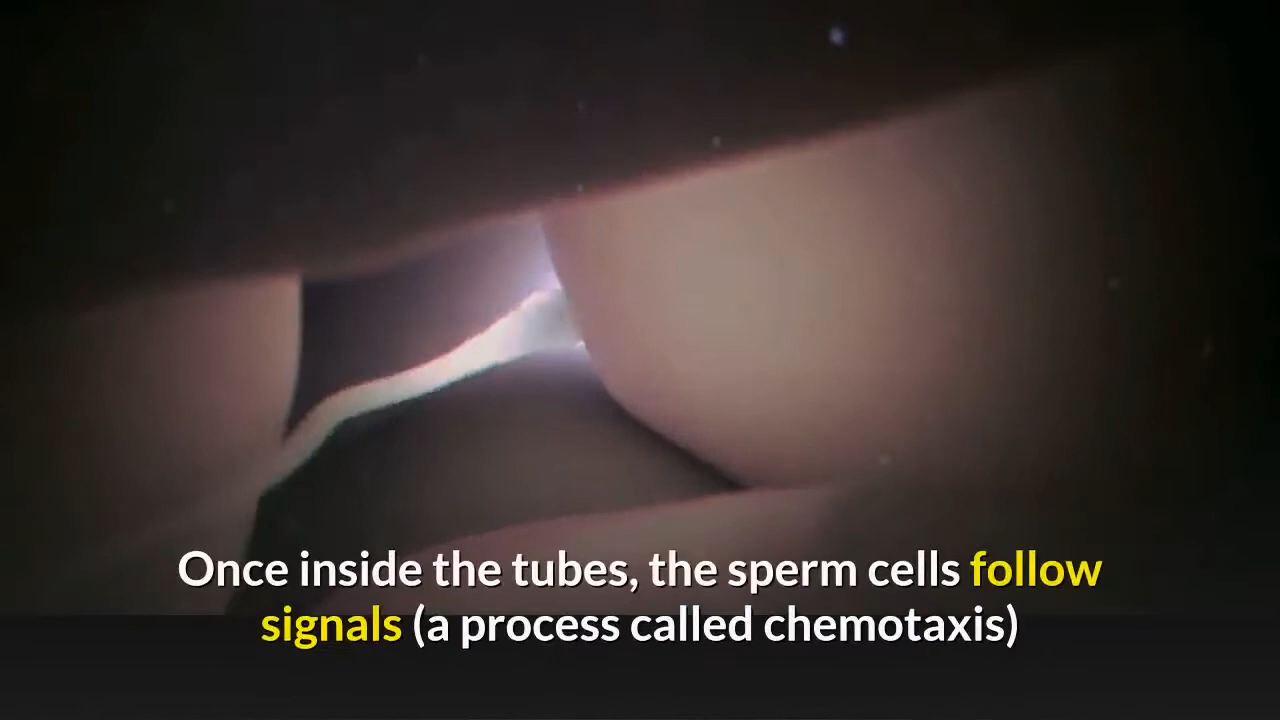 Once inside the tubes, the sperm cells follow
signals (a process called chemotaxis)